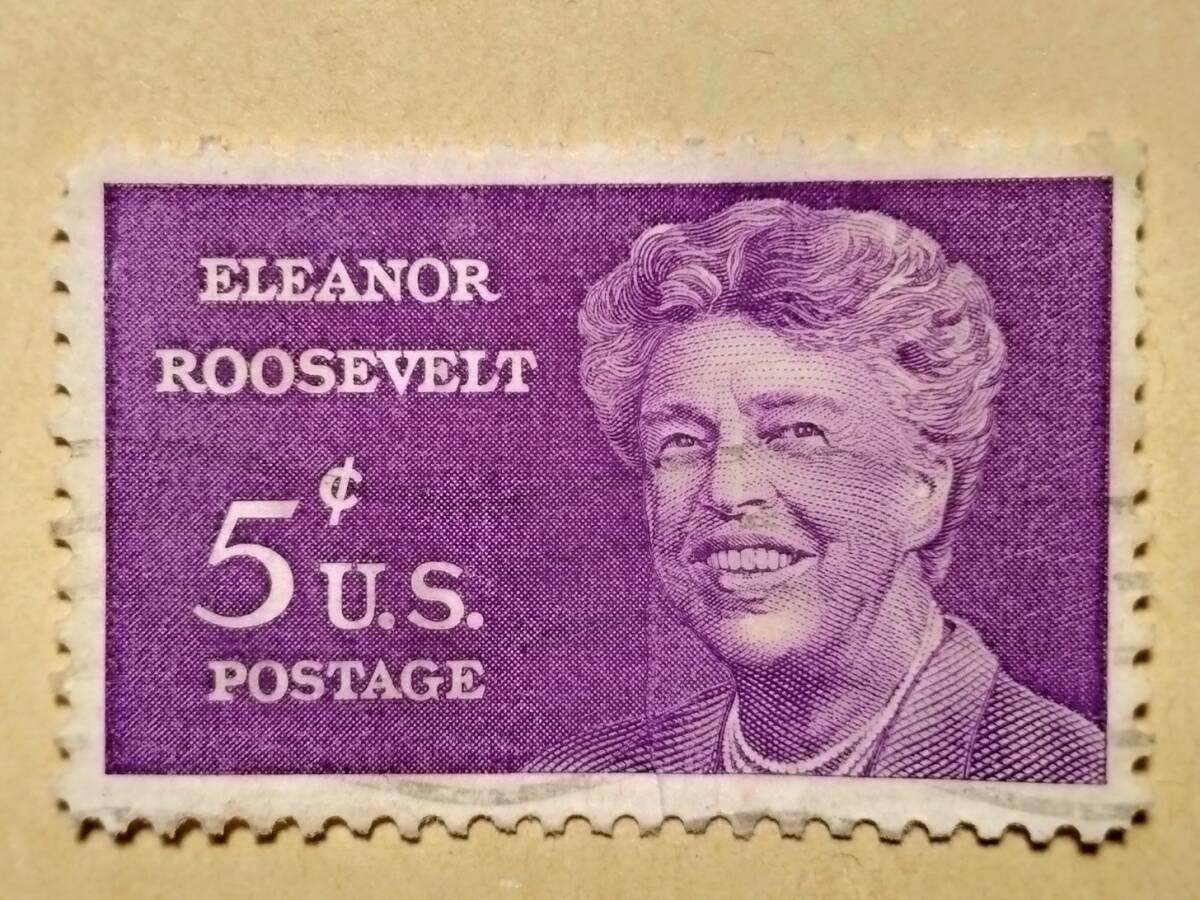 ELEANOR
ROOSEVELT
5¢ U.S.
POSTAGE